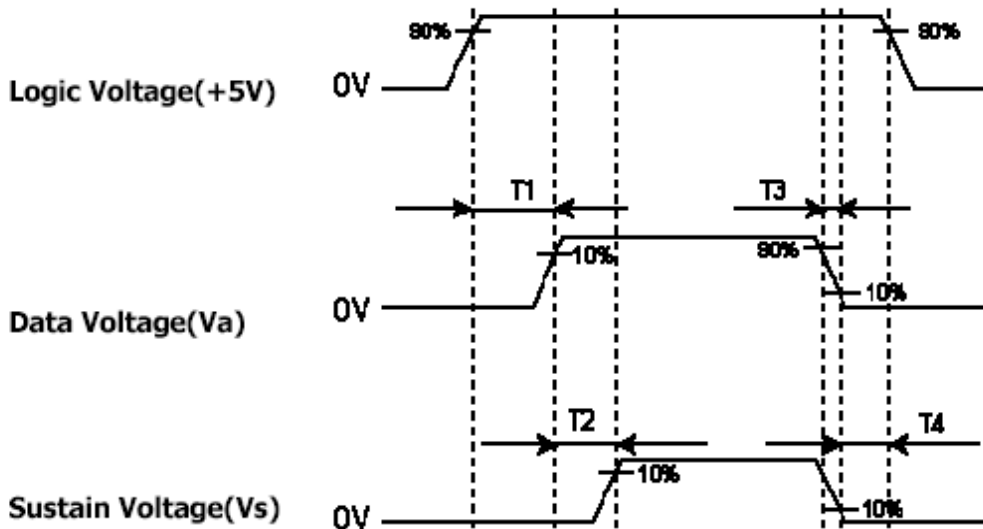 90% 90%
Logic Voltage(+5V) 0V
T1 T3
10% 90%
10%
Data Voltage(Va) 0V
T2 T4
10%
10%
Sustain Voltage(Vs) 0V